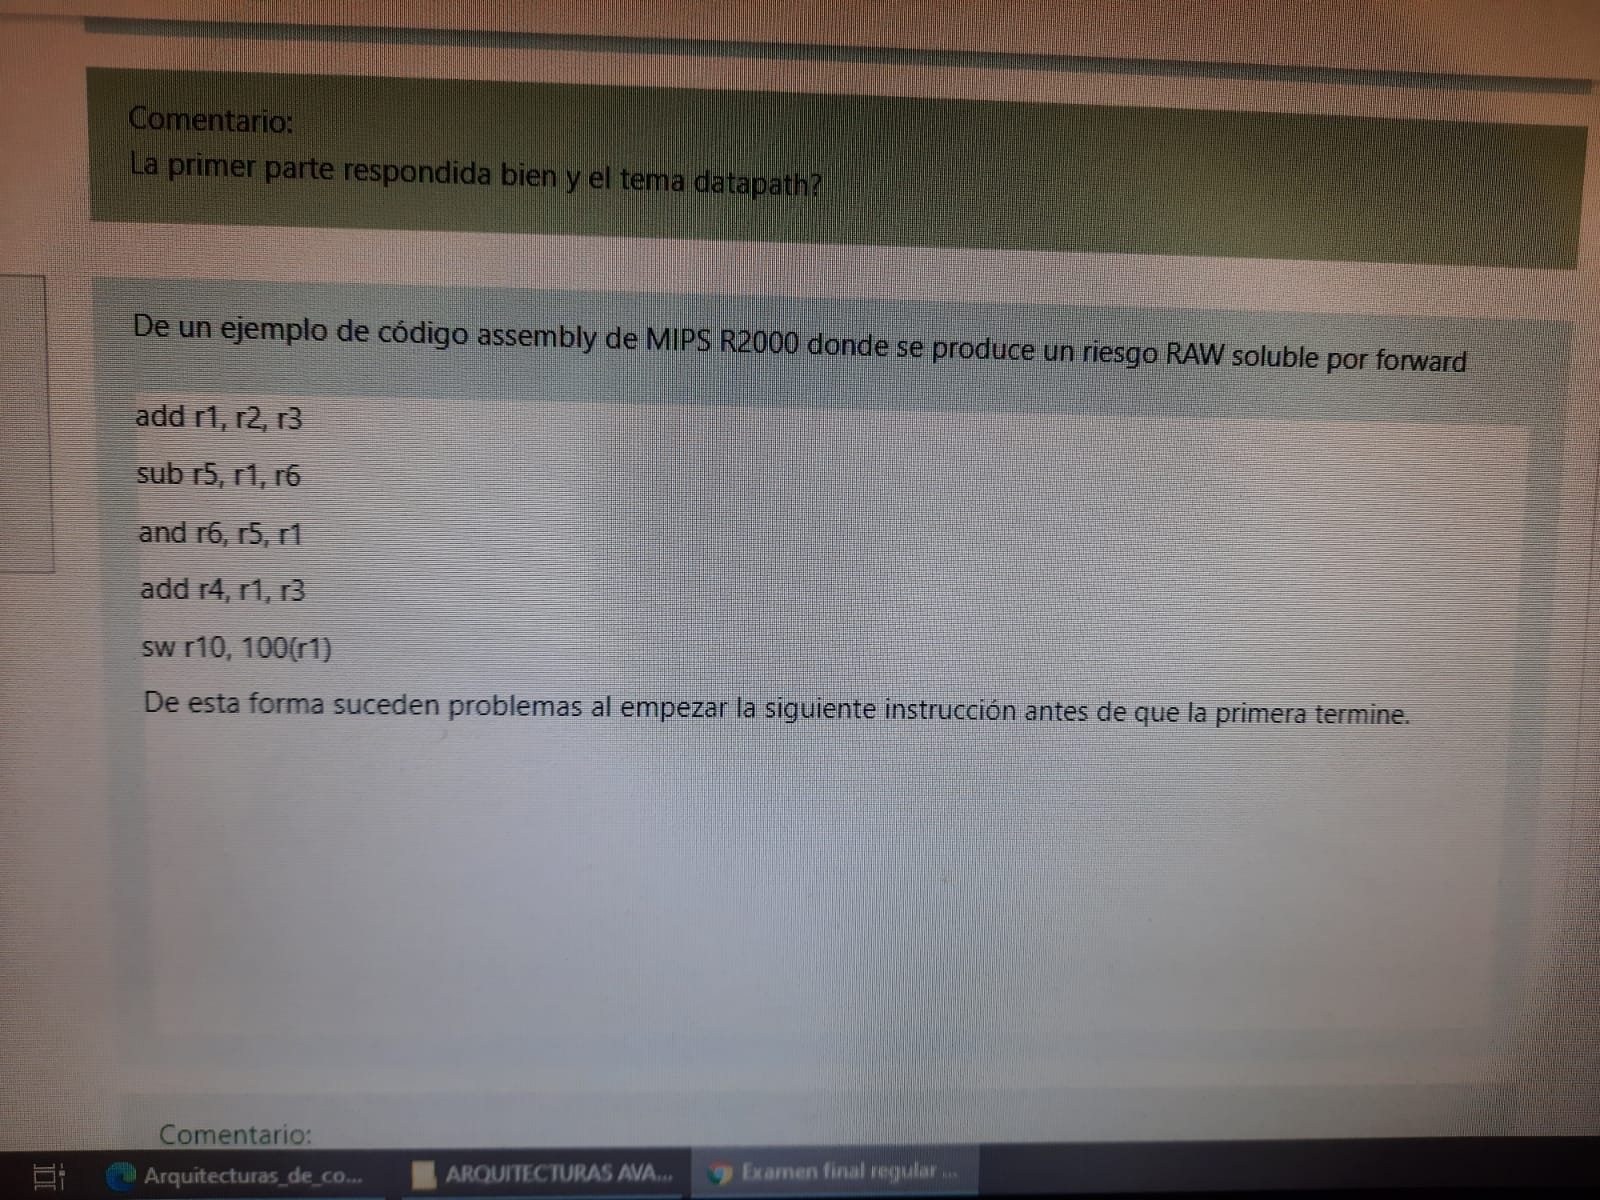 Comentario:
La primer parte respondida bien y el tema datapath?
De un ejemplo de código assembly de MIPS R2000 donde se produce un riesgo RAW soluble por forward
add r1, r2, r3
sub r5, r1, r6
and r6, r5, r1
add r4, r1, r3
sw r10, 100(r1)
De esta forma suceden problemas al empezar la siguiente instrucción antes de que la primera termine.
Comentario:
Arquitecturas_de_co...
ARQUITECTURAS AVA...
Examen final regular ...